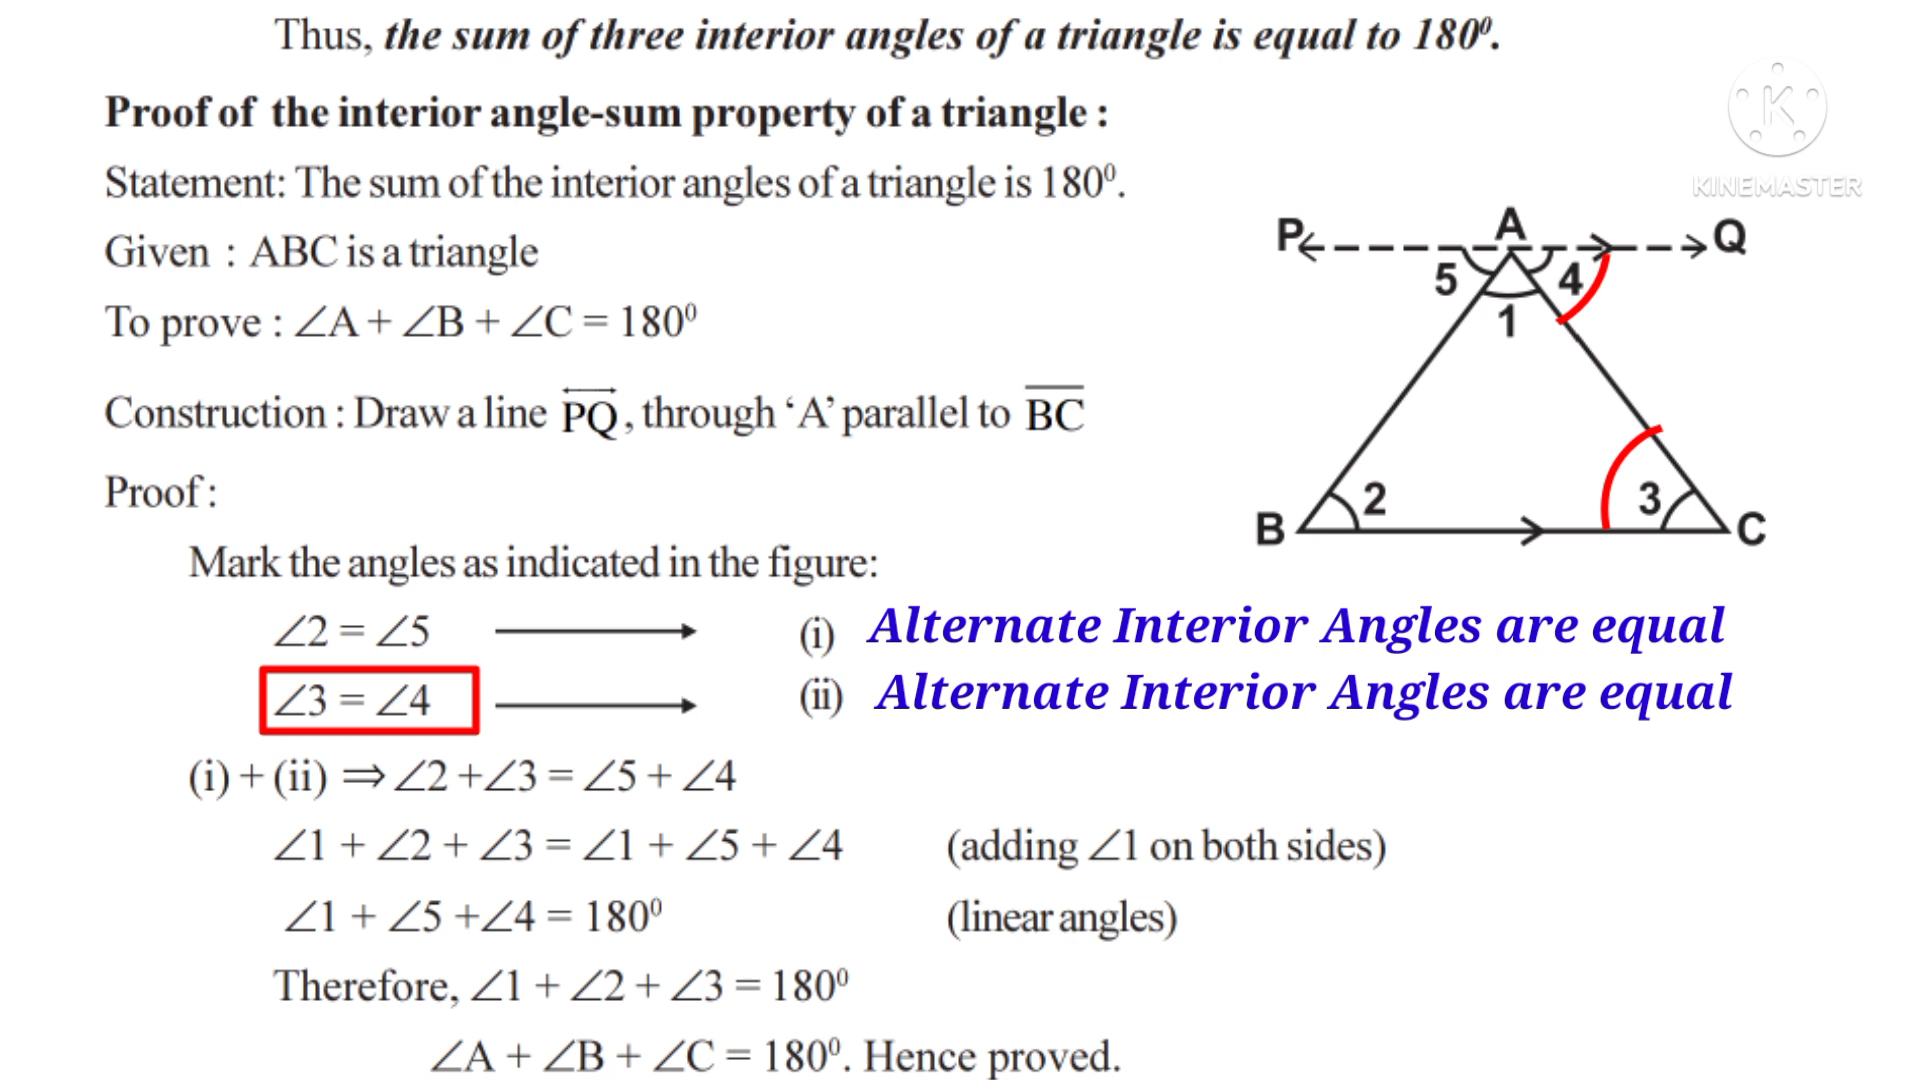 Thus, the sum of three interior angles of a triangle is equal to 180⁰.
Proof of the interior angle-sum property of a triangle :
Statement: The sum of the interior angles of a triangle is 180⁰.
Given : ABC is a triangle
To prove : ∠A + ∠B + ∠C = 180⁰
Construction : Draw a line PQ, through ‘A’ parallel to BC
Proof :
Mark the angles as indicated in the figure:
∠2 = ∠5 ⟶ (i) Alternate Interior Angles are equal
∠3 = ∠4 ⟶ (ii) Alternate Interior Angles are equal
(i) + (ii) ⇒ ∠2 + ∠3 = ∠5 + ∠4
∠1 + ∠2 + ∠3 = ∠1 + ∠5 + ∠4 (adding ∠1 on both sides)
∠1 + ∠5 + ∠4 = 180⁰ (linear angles)
Therefore, ∠1 + ∠2 + ∠3 = 180⁰
∠A + ∠B + ∠C = 180⁰. Hence proved.
K
KINEMASTER
P A Q
5 4
1
2 3
B C